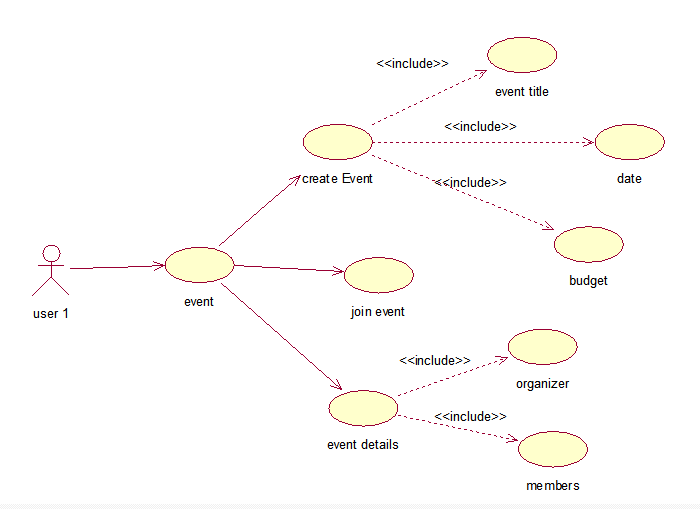 <<include>>
event title
<<include>>
create Event
date
<<include>>
budget
user 1
event
join event
<<include>>
organizer
<<include>>
event details
members